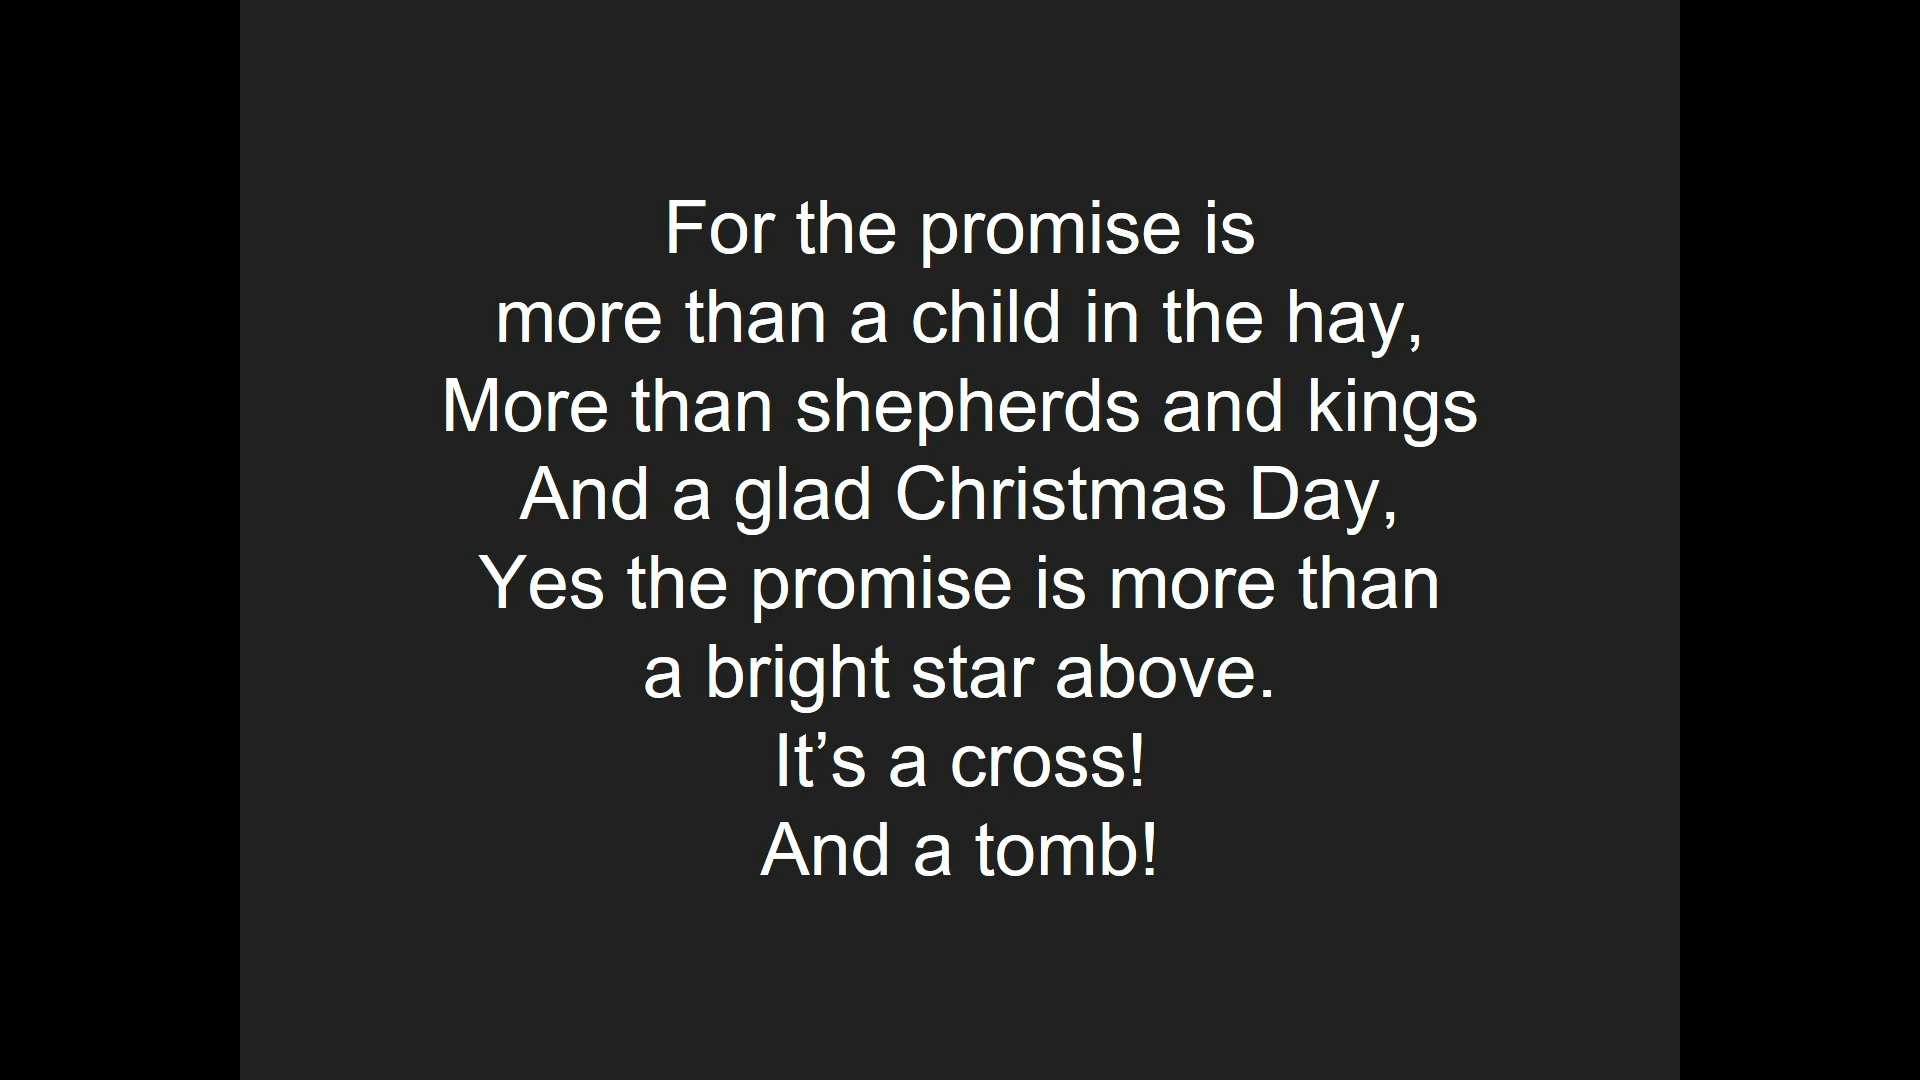 For the promise is
more than a child in the hay,
More than shepherds and kings
And a glad Christmas Day,
Yes the promise is more than
a bright star above.
It’s a cross!
And a tomb!